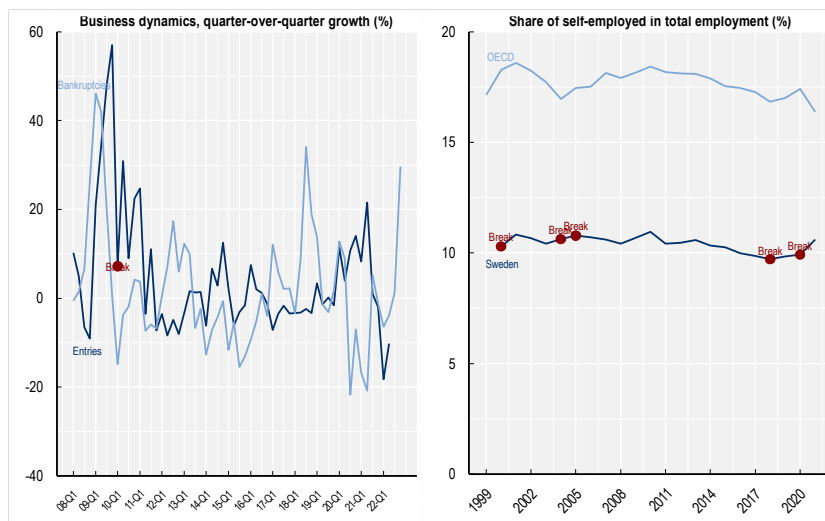 Business dynamics, quarter-over-quarter growth (%)
60
40
20
0
-20
-40
Bankruptcies
Break
Entries
08-Q1
09-Q1
10-Q1
11-Q1
12-Q1
13-Q1
14-Q1
15-Q1
16-Q1
17-Q1
18-Q1
19-Q1
20-Q1
21-Q1
22-Q1
Share of self-employed in total employment (%)
20
15
10
5
0
OECD
Break
Break
Break
Break
Break
Sweden
1999
2002
2005
2008
2011
2014
2017
2020